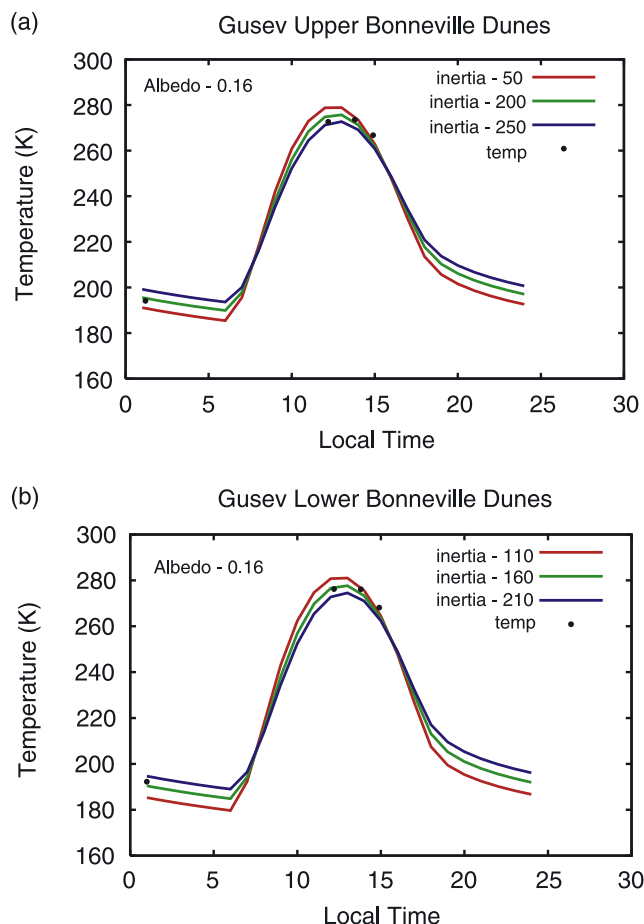 (a)
Gusev Upper Bonneville Dunes
300
280
260
240
220
200
180
160
Temperature (K)
Albedo - 0.16
inertia - 50
inertia - 200
inertia - 250
temp
0 5 10 15 20 25 30
Local Time
(b)
Gusev Lower Bonneville Dunes
300
280
260
240
220
200
180
160
Temperature (K)
Albedo - 0.16
inertia - 110
inertia - 160
inertia - 210
temp
0 5 10 15 20 25 30
Local Time